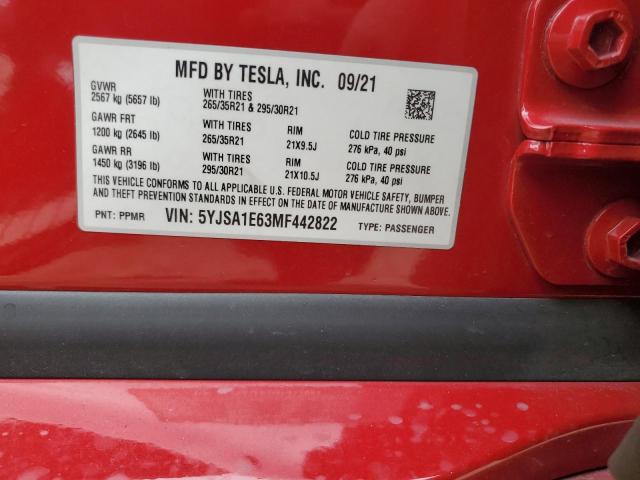 MFD BY TESLA, INC. 09/21
GVWR
2567 kg (5657 lb)
WITH TIRES
265/35R21 & 295/30R21
GAWR FRT
1200 kg (2645 lb)
WITH TIRES
265/35R21
RIM
21X9.5J
COLD TIRE PRESSURE
276 kPa, 40 psi
GAWR RR
1450 kg (3196 lb)
WITH TIRES
295/30R21
RIM
21X10.5J
COLD TIRE PRESSURE
276 kPa, 40 psi
THIS VEHICLE CONFORMS TO ALL APPLICABLE U.S. FEDERAL MOTOR VEHICLE SAFETY, BUMPER
AND THEFT PREVENTION STANDARDS IN EFFECT ON THE DATE OF MANUFACTURE SHOWN ABOVE.
PNT: PPMR VIN: 5YJSA1E63MF442822 TYPE: PASSENGER